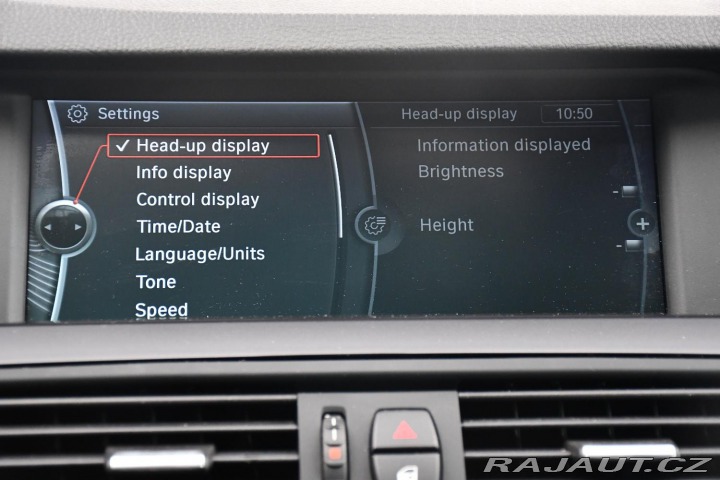 Settings
Head-up display
Info display
Control display
Time/Date
Language/Units
Tone
Speed
Head-up display 10:50
Information displayed
Brightness
Height
RAJAUT.CZ